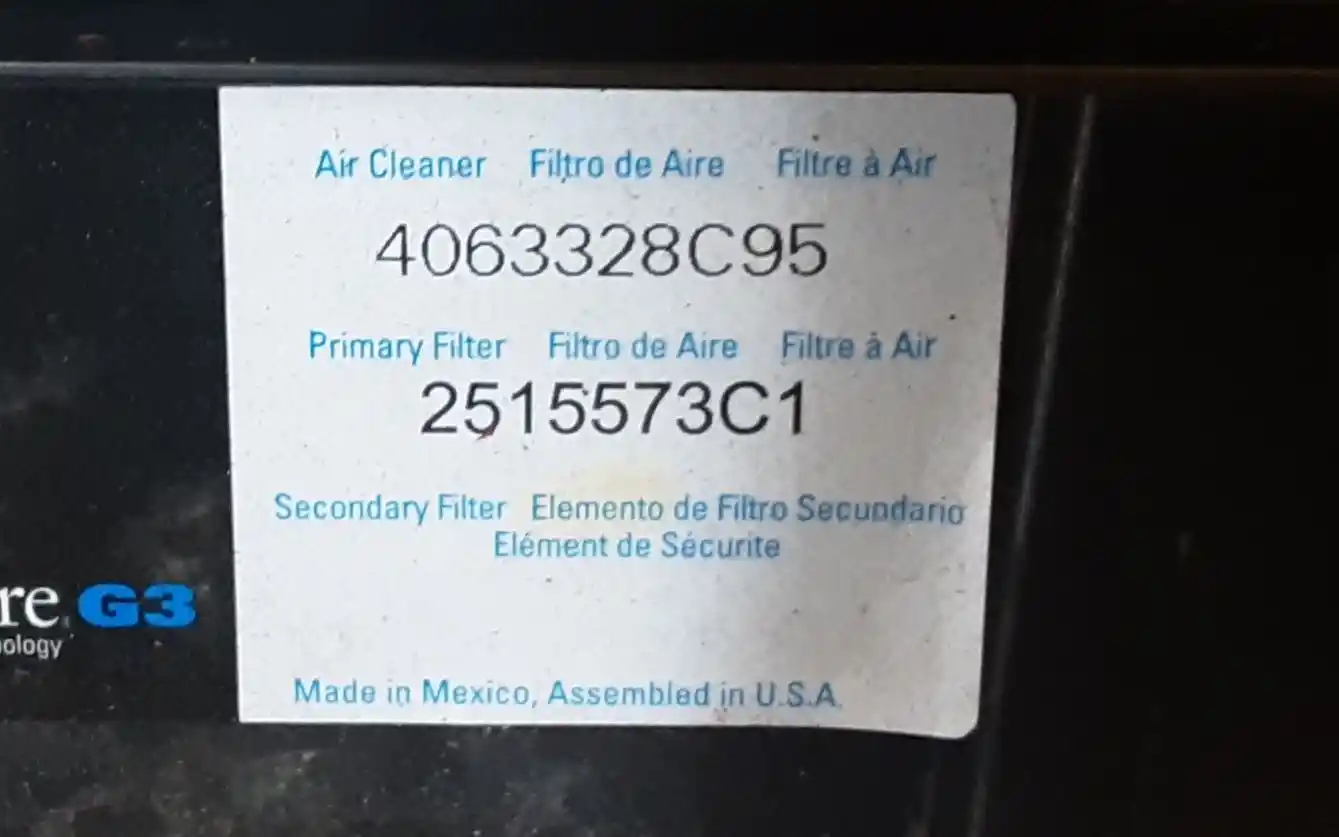 Air Cleaner Filtro de Aire Filtre à Air
4063328C95
Primary Filter Filtro de Aire Filtre à Air
2515573C1
Secondary Filter Elemento de Filtro Secundario
Elément de Sécurite
re G3
ology
Made in Mexico, Assembled in U.S.A.